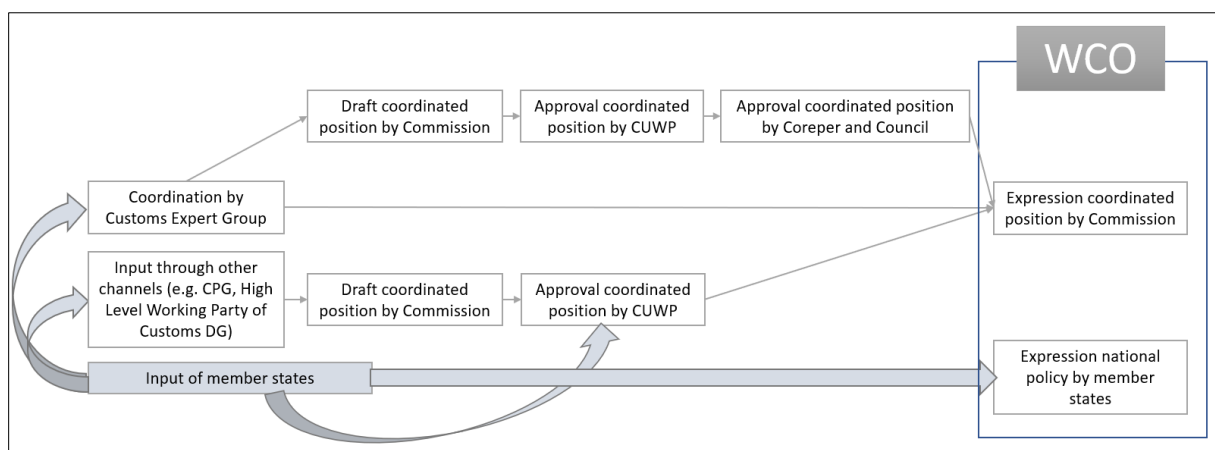 WCO
Draft coordinated
position by Commission
Approval coordinated
position by CUWP
Approval coordinated position
by Coreper and Council
Coordination by
Customs Expert Group
Expression coordinated
position by Commission
Input through other
channels (e.g. CPG, High
Level Working Party of
Customs DG)
Draft coordinated
position by Commission
Approval coordinated
position by CUWP
Input of member states
Expression national
policy by member
states